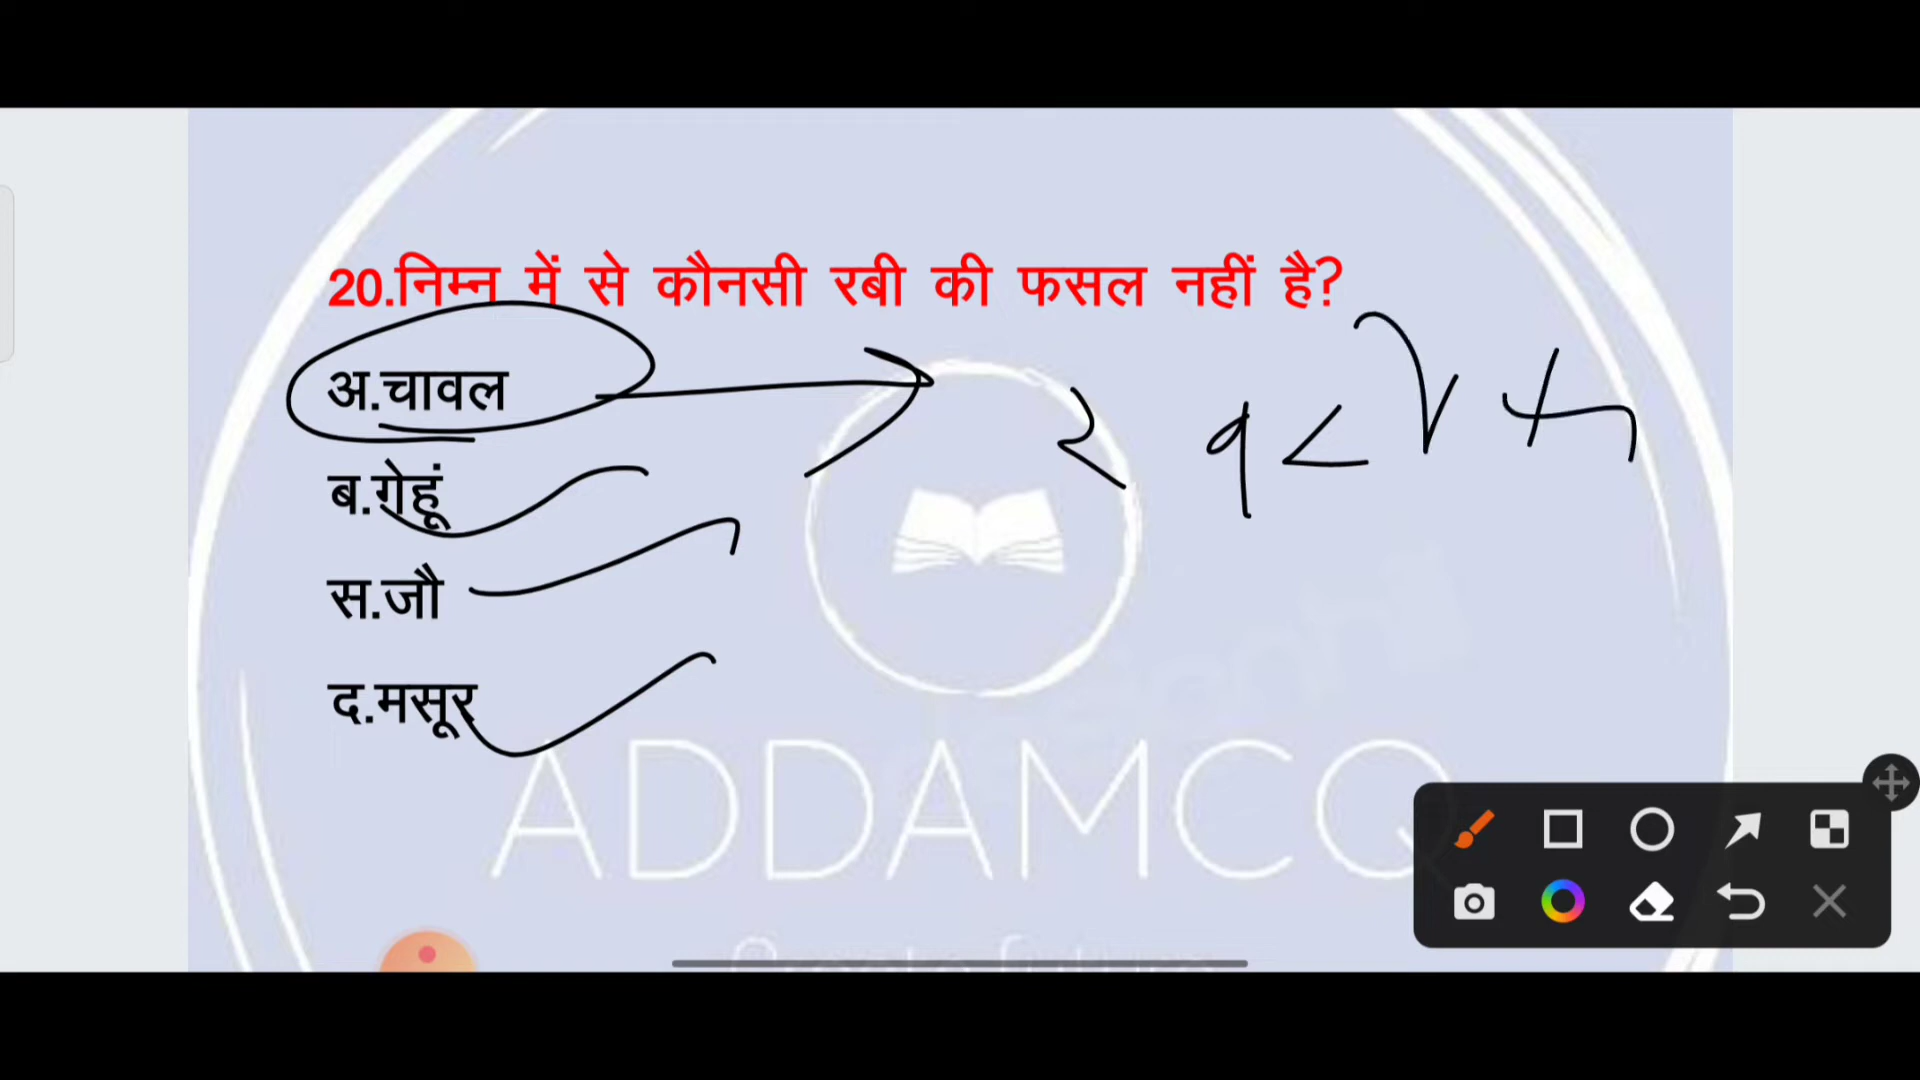 20.निम्न में से कौनसी रबी की फसल नहीं है?
अ.चावल
ब.गेहूं
स.जौ
द.मसूर
ADDAMCQ